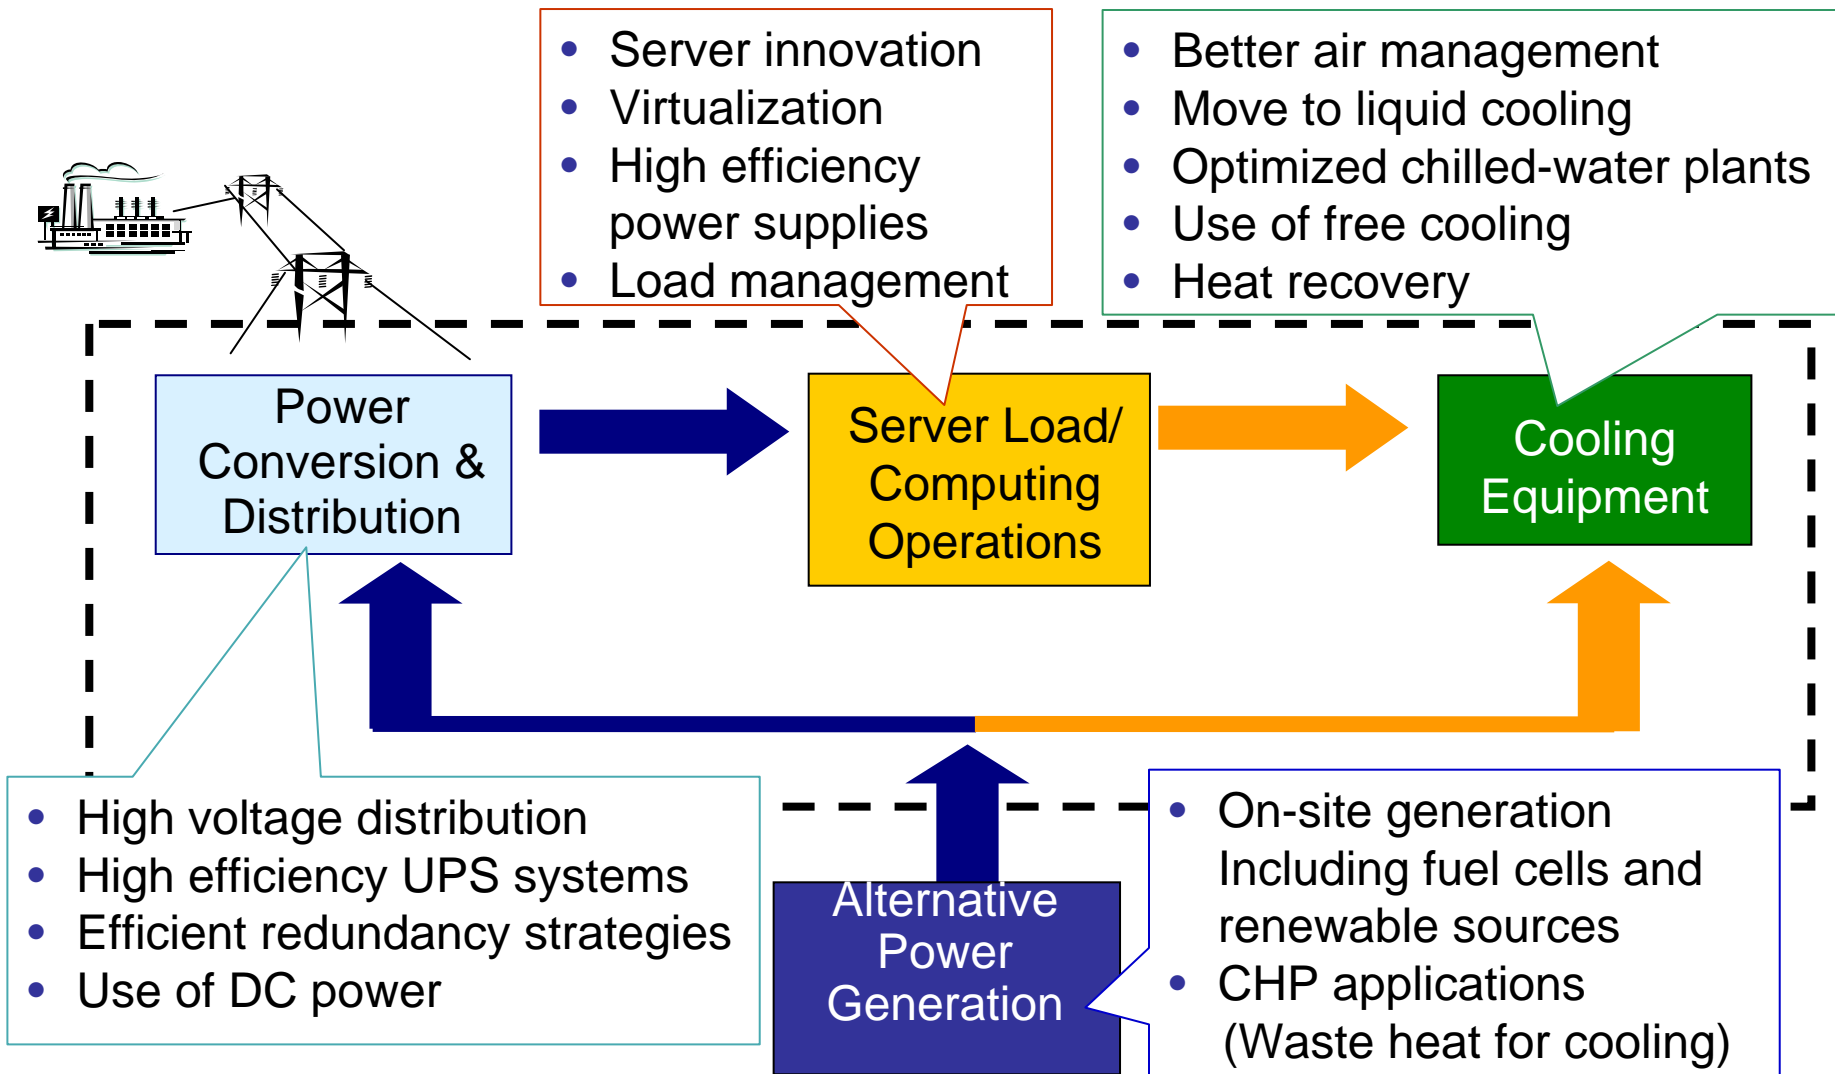 • Server innovation
• Virtualization
• High efficiency
power supplies
• Load management
• Better air management
• Move to liquid cooling
• Optimized chilled-water plants
• Use of free cooling
• Heat recovery
Power
Conversion &
Distribution
Server Load/
Computing
Operations
Cooling
Equipment
• High voltage distribution
• High efficiency UPS systems
• Efficient redundancy strategies
• Use of DC power
Alternative
Power
Generation
• On-site generation
Including fuel cells and
renewable sources
• CHP applications
(Waste heat for cooling)